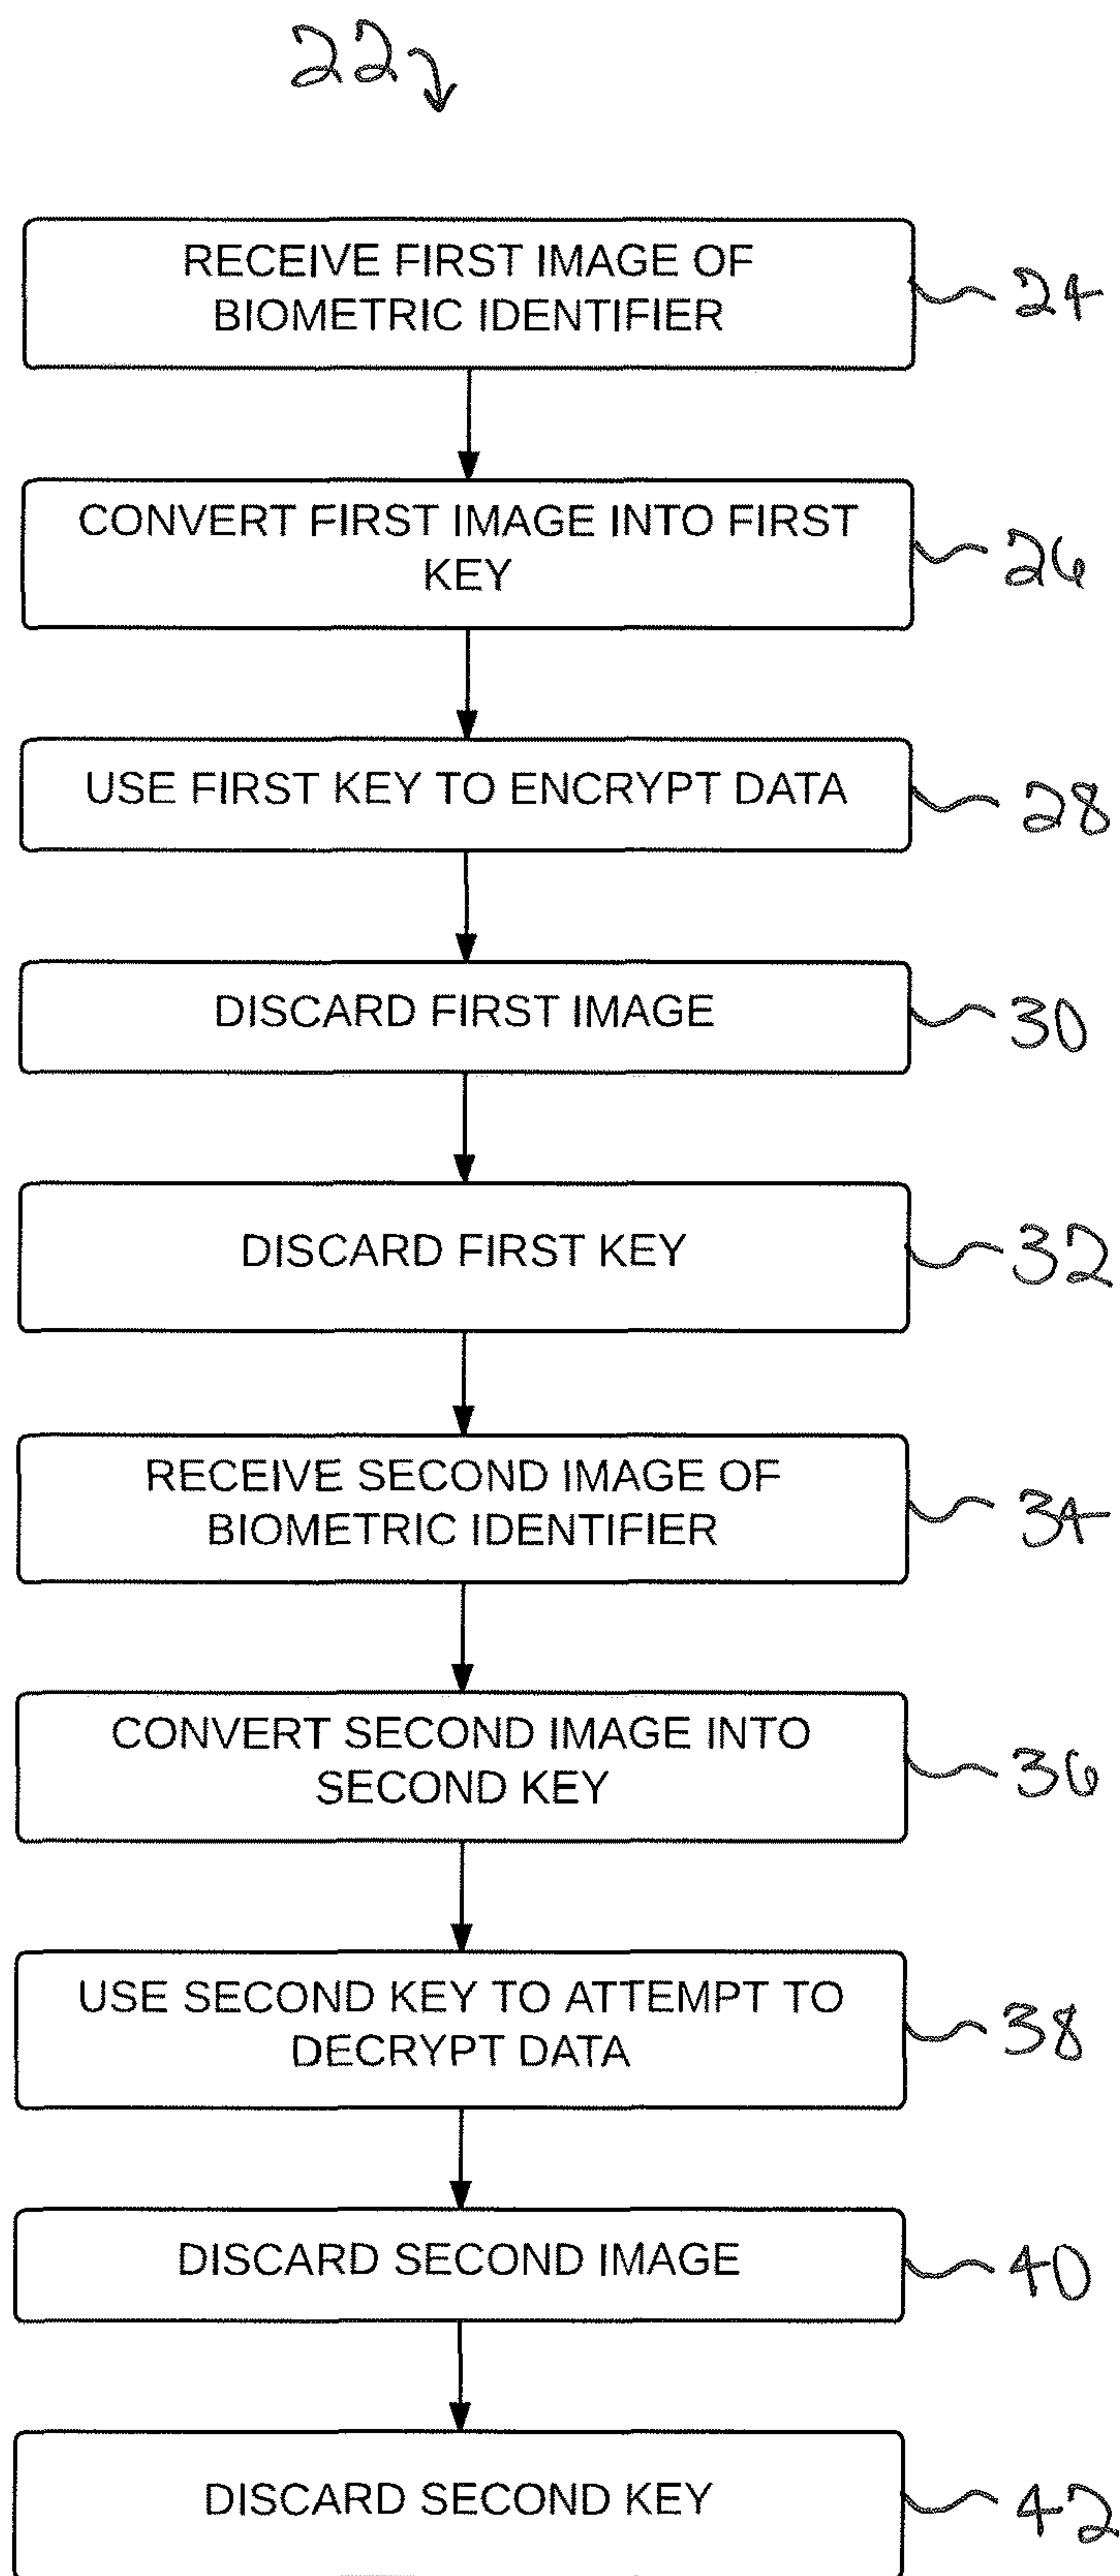 22
RECEIVE FIRST IMAGE OF
BIOMETRIC IDENTIFIER
24
CONVERT FIRST IMAGE INTO FIRST
KEY
26
USE FIRST KEY TO ENCRYPT DATA
28
DISCARD FIRST IMAGE
30
DISCARD FIRST KEY
32
RECEIVE SECOND IMAGE OF
BIOMETRIC IDENTIFIER
34
CONVERT SECOND IMAGE INTO
SECOND KEY
36
USE SECOND KEY TO ATTEMPT TO
DECRYPT DATA
38
DISCARD SECOND IMAGE
40
DISCARD SECOND KEY
42